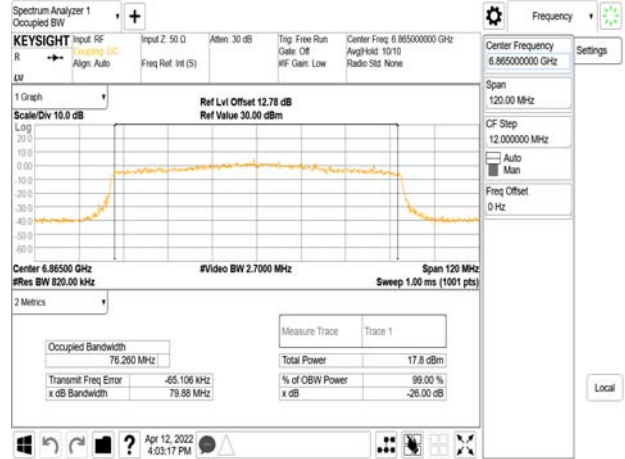 Spectrum Analyzer 1
Occupied BW
+
Frequency
KEYSIGHT
R
Input: RF
Coupling: DC
Align: Auto
Input Z: 50 Ω
Freq Ref: Int (S)
Atten: 30 dB
Trig: Free Run
Gate: Off
#IF Gain: Low
Center Freq: 6.865000000 GHz
Avg|Hold: 10/10
Radio Std: None
Center Frequency
6.865000000 GHz
Settings
Span
120.00 MHz
CF Step
12.000000 MHz
Auto
Man
Freq Offset
0 Hz
1 Graph
Scale/Div 10.0 dB
Ref Lvl Offset 12.78 dB
Ref Value 30.00 dBm
Log
20.0
10.0
0.00
-10.0
-20.0
-30.0
-40.0
-50.0
-60.0
Center 6.86500 GHz
#Res BW 820.00 kHz
#Video BW 2.7000 MHz
Span 120 MHz
Sweep 1.00 ms (1001 pts)
2 Metrics
Measure Trace Trace 1
Occupied Bandwidth
76.260 MHz
Total Power 17.8 dBm
Transmit Freq Error -65.106 kHz
% of OBW Power 99.00 %
x dB Bandwidth 79.88 MHz
x dB -26.00 dB
Local
?
Apr 12, 2022
4:03:17 PM